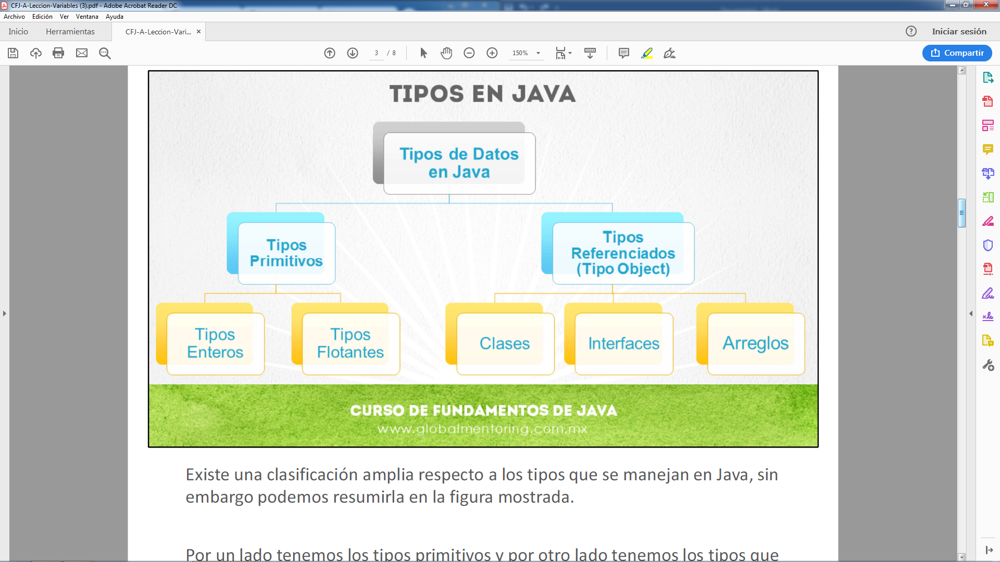 CFJ-A-Leccion-Variables (3).pdf - Adobe Acrobat Reader DC
Archivo Edición Ver Ventana Ayuda
Inicio Herramientas CFJ-A-Leccion-Vari... × ? Iniciar sesión
3 / 8 150% Compartir
TIPOS EN JAVA
Tipos de Datos
en Java
Tipos
Primitivos
Tipos
Referenciados
(Tipo Object)
Tipos
Enteros
Tipos
Flotantes
Clases
Interfaces
Arreglos
CURSO DE FUNDAMENTOS DE JAVA
www.globalmentoring.com.mx
Existe una clasificación amplia respecto a los tipos que se manejan en Java, sin
embargo podemos resumirla en la figura mostrada.
Por un lado tenemos los tipos primitivos y por otro lado tenemos los tipos que